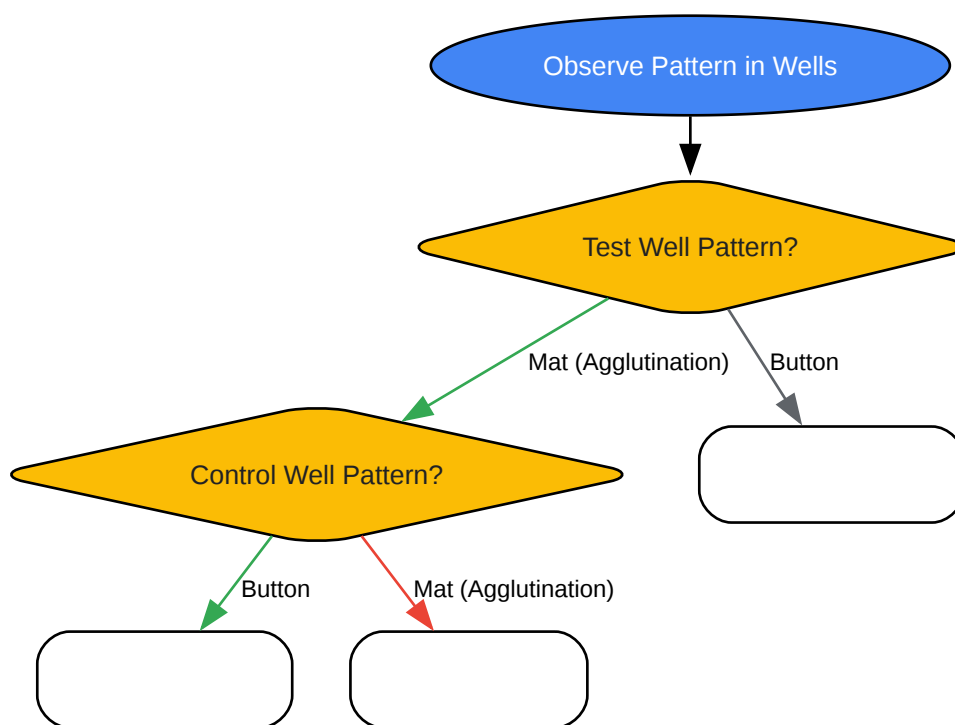 Observe Pattern in Wells
Test Well Pattern?
Mat (Agglutination)
Button
Control Well Pattern?
Button
Mat (Agglutination)